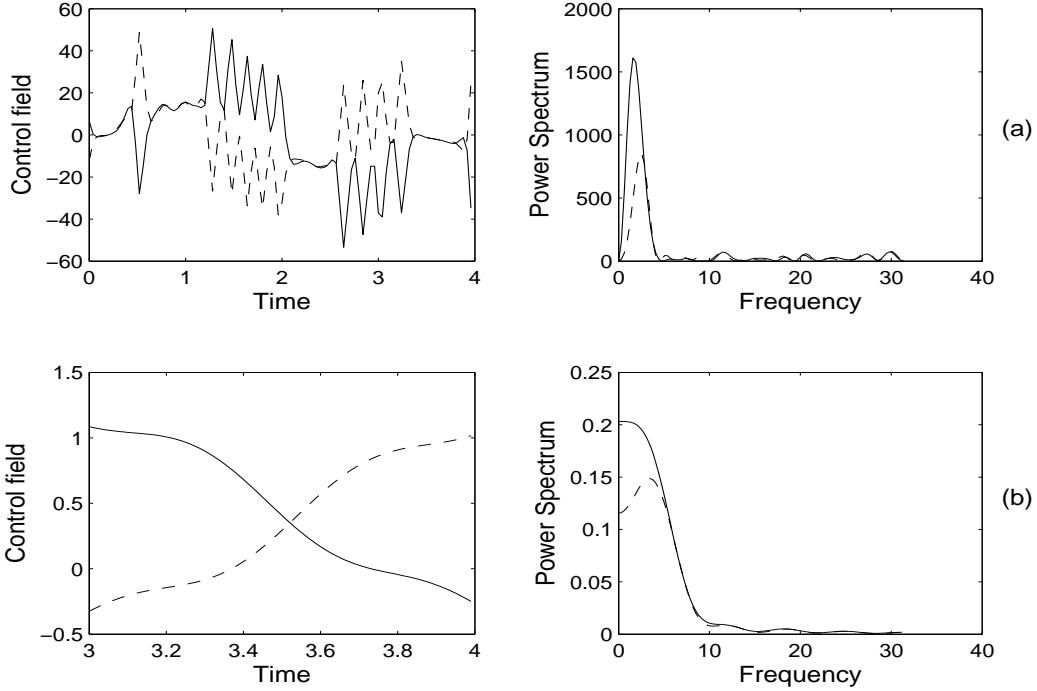 60
40
20
0
−20
−40
−60
0 1 2 3 4
Time
Control field
2000
1500
1000
500
0
0 10 20 30 40
Frequency
Power Spectrum
(a)
1.5
1
0.5
0
−0.5
3 3.2 3.4 3.6 3.8 4
Time
Control field
0.25
0.2
0.15
0.1
0.05
0
0 10 20 30 40
Frequency
Power Spectrum
(b)